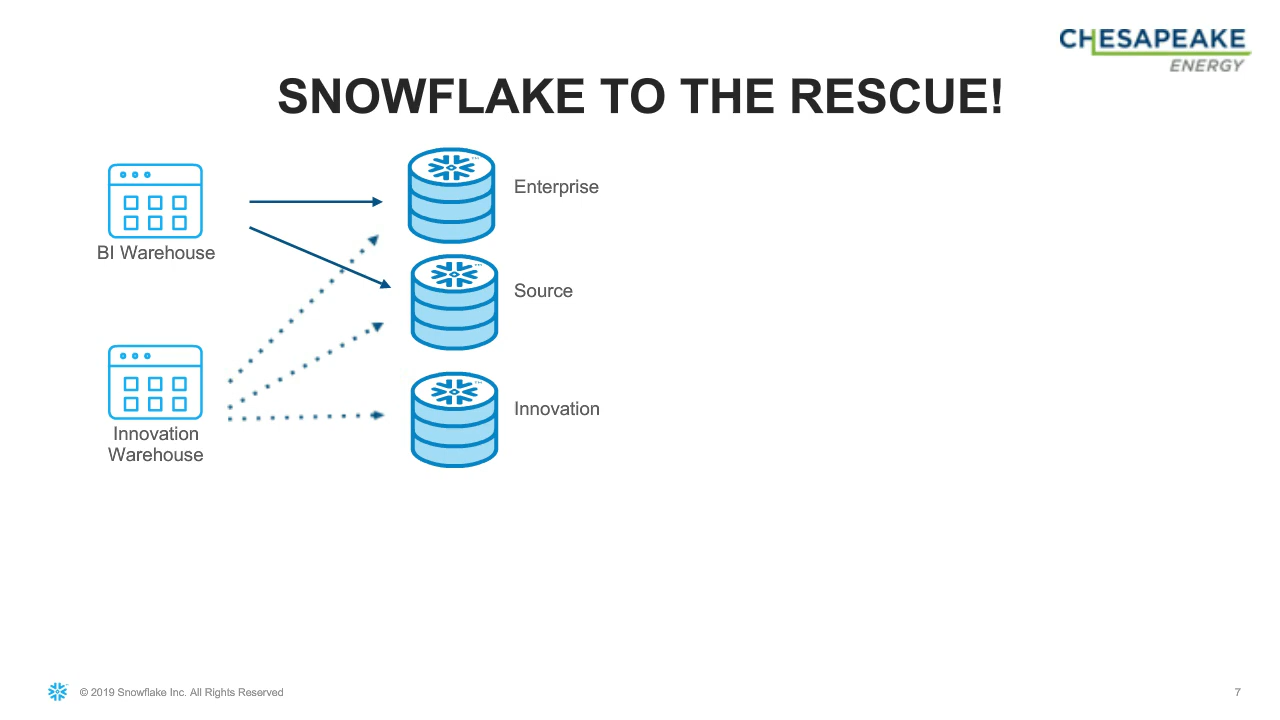 CHESAPEAKE
ENERGY
SNOWFLAKE TO THE RESCUE!
BI Warehouse
Enterprise
Source
Innovation
Warehouse
Innovation
© 2019 Snowflake Inc. All Rights Reserved
7